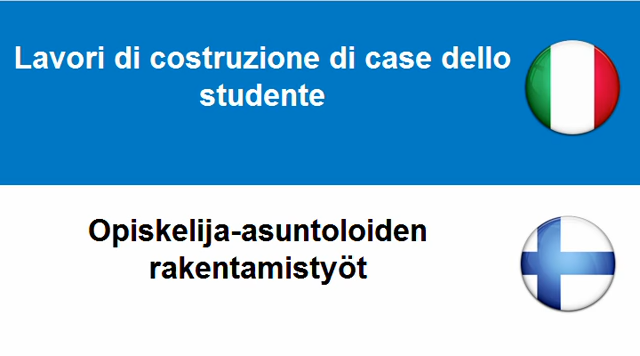 Lavori di costruzione di case dello
studente
Opiskelija-asuntoloiden
rakentamistyöt